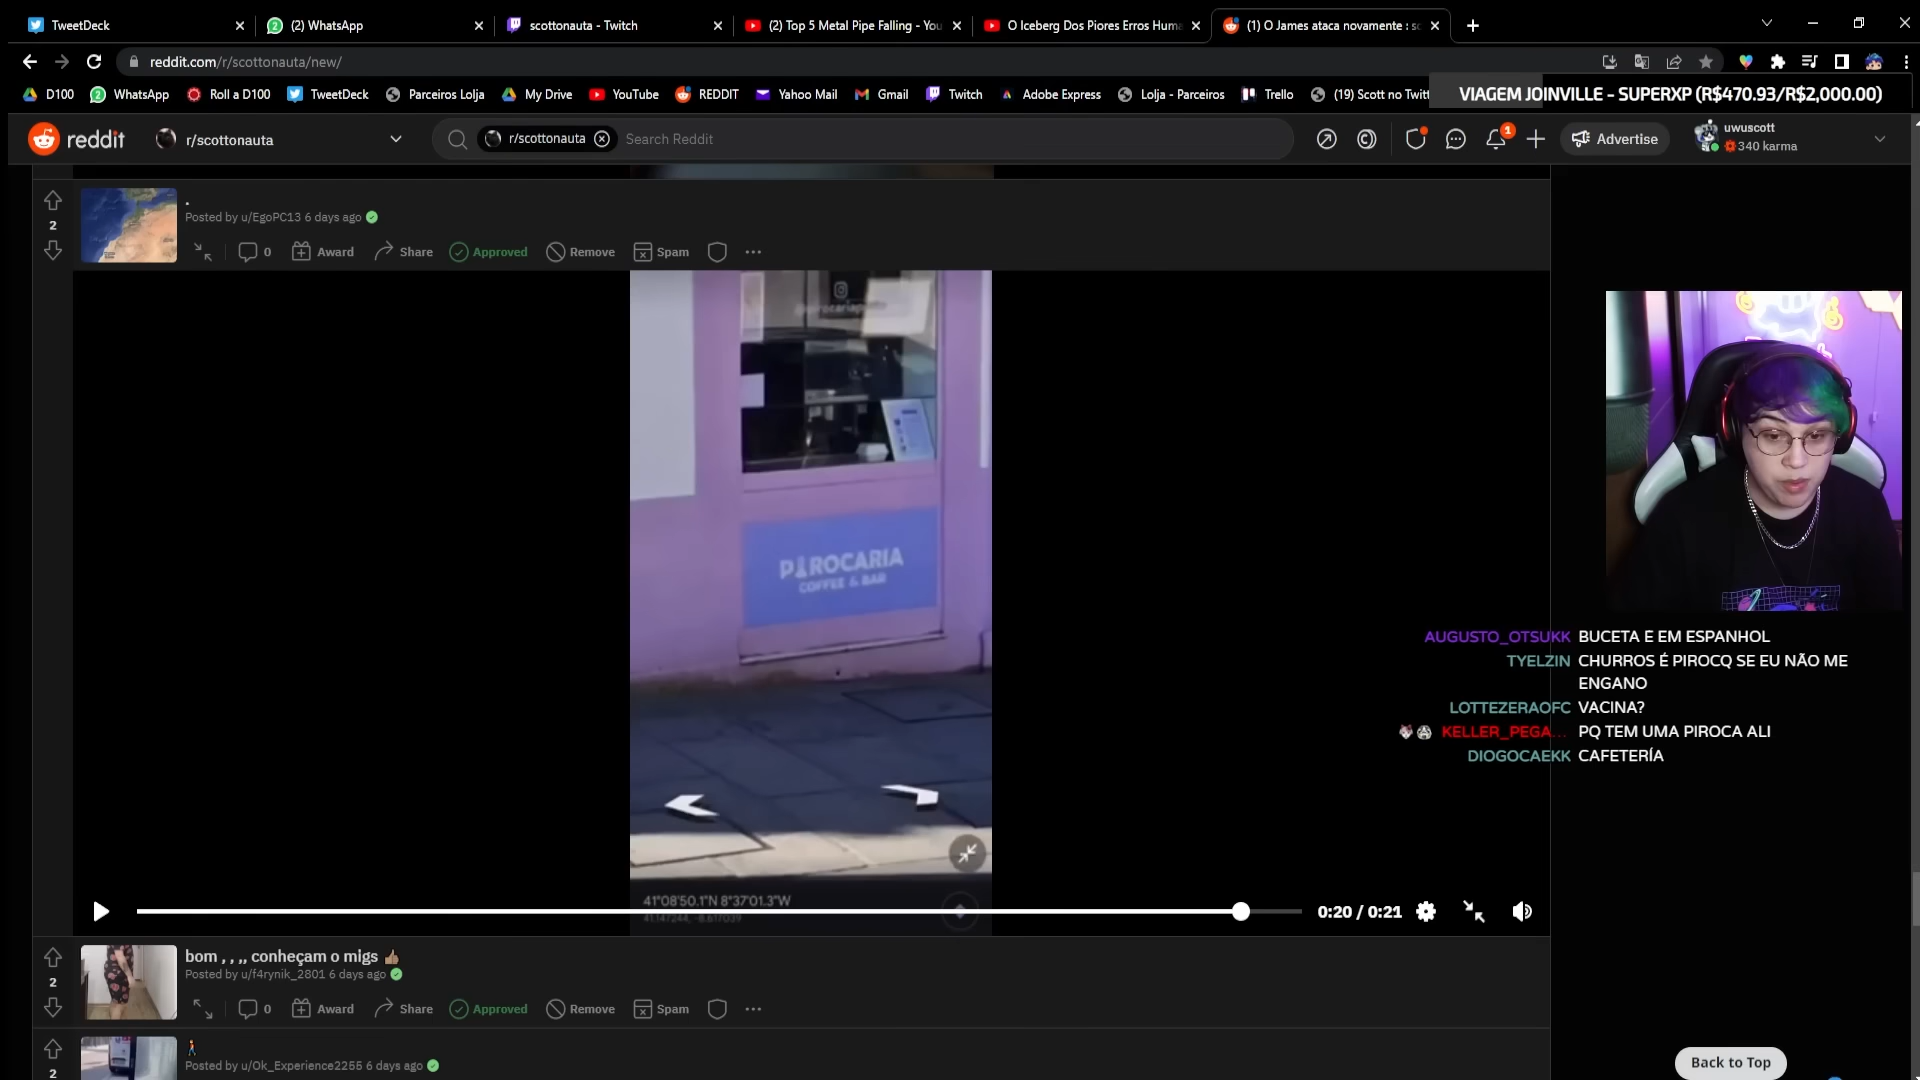 TweetDeck
(2) WhatsApp
scottonauta - Twitch
(2) Top 5 Metal Pipe Falling - You
O Iceberg Dos Piores Erros Huma
(1) O James ataca novamente : sc
reddit.com/r/scottonauta/new/
D100
WhatsApp
Roll a D100
TweetDeck
Parceiros Lolja
My Drive
YouTube
REDDIT
Yahoo Mail
Gmail
Twitch
Adobe Express
Lolja - Parceiros
Trello
(19) Scott no Twitt
VIAGEM JOINVILLE - SUPERXP (R$470.93/R$2,000.00)
reddit
r/scottonauta
r/scottonauta
Search Reddit
1
Advertise
uwuscott
340 karma
.
Posted by u/EgoPC13 6 days ago
2
0
Award
Share
Approved
Remove
Spam
PIROCARIA
COFFEE & BAR
AUGUSTO_OTSUKK BUCETA E EM ESPANHOL
TYELZIN CHURROS É PIROCQ SE EU NÃO ME
ENGANO
LOTTEZERAOFC VACINA?
KELLER_PEGA... PQ TEM UMA PIROCA ALI
DIOGOCAEKK CAFETERÍA
41°08'50.1"N 8°37'01.3"W
0:20 / 0:21
bom , , ,, conheçam o migs 👍🏽
Posted by u/f4rynik_2801 6 days ago
2
0
Award
Share
Approved
Remove
Spam
🚶
Posted by u/Ok_Experience2255 6 days ago
2
Back to Top